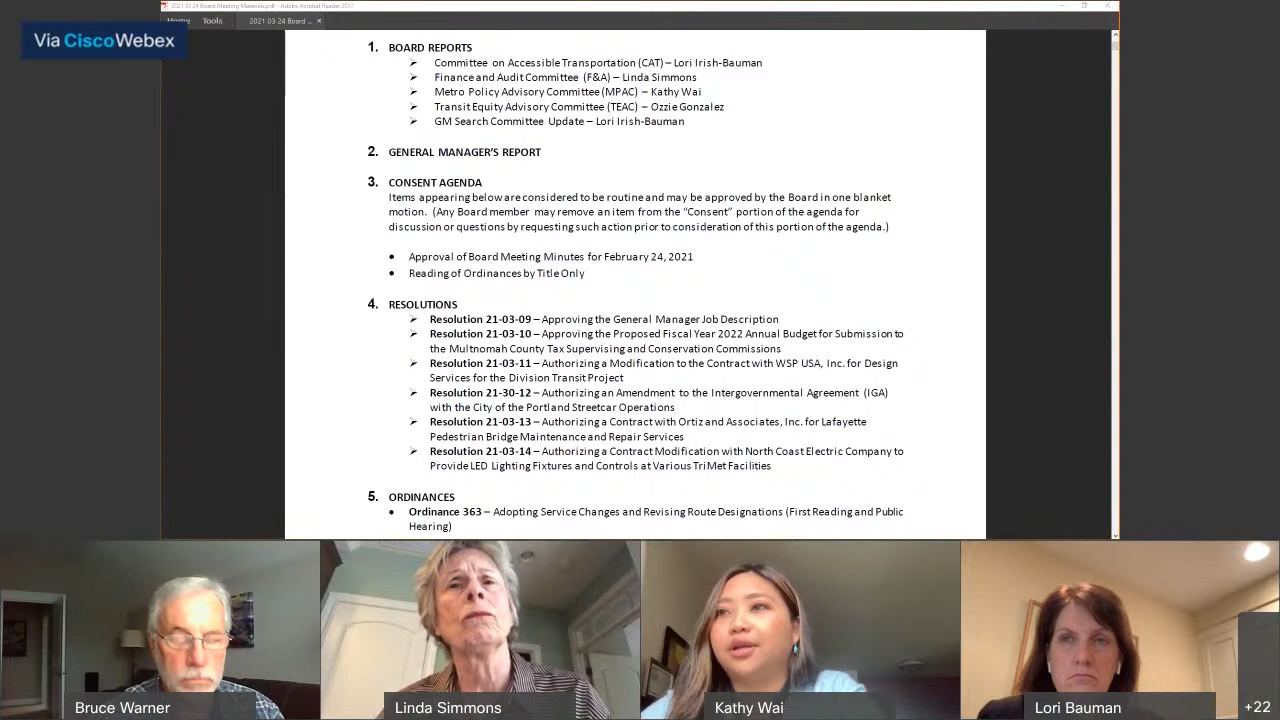 2021 03 24 Board Meeting Materials.pdf - Adobe Acrobat Reader 2017
Home Tools 2021 03 24 Board ... ×
Via CiscoWebex
1. BOARD REPORTS
➢ Committee on Accessible Transportation (CAT) – Lori Irish-Bauman
➢ Finance and Audit Committee (F&A) – Linda Simmons
➢ Metro Policy Advisory Committee (MPAC) – Kathy Wai
➢ Transit Equity Advisory Committee (TEAC) – Ozzie Gonzalez
➢ GM Search Committee Update – Lori Irish-Bauman
2. GENERAL MANAGER’S REPORT
3. CONSENT AGENDA
Items appearing below are considered to be routine and may be approved by the Board in one blanket
motion. (Any Board member may remove an item from the “Consent” portion of the agenda for
discussion or questions by requesting such action prior to consideration of this portion of the agenda.)
• Approval of Board Meeting Minutes for February 24, 2021
• Reading of Ordinances by Title Only
4. RESOLUTIONS
➢ Resolution 21-03-09 – Approving the General Manager Job Description
➢ Resolution 21-03-10 – Approving the Proposed Fiscal Year 2022 Annual Budget for Submission to
the Multnomah County Tax Supervising and Conservation Commissions
➢ Resolution 21-03-11 – Authorizing a Modification to the Contract with WSP USA, Inc. for Design
Services for the Division Transit Project
➢ Resolution 21-30-12 – Authorizing an Amendment to the Intergovernmental Agreement (IGA)
with the City of the Portland Streetcar Operations
➢ Resolution 21-03-13 – Authorizing a Contract with Ortiz and Associates, Inc. for Lafayette
Pedestrian Bridge Maintenance and Repair Services
➢ Resolution 21-03-14 – Authorizing a Contract Modification with North Coast Electric Company to
Provide LED Lighting Fixtures and Controls at Various TriMet Facilities
5. ORDINANCES
• Ordinance 363 – Adopting Service Changes and Revising Route Designations (First Reading and Public
Hearing)
Bruce Warner
Linda Simmons
Kathy Wai
Lori Bauman
+22